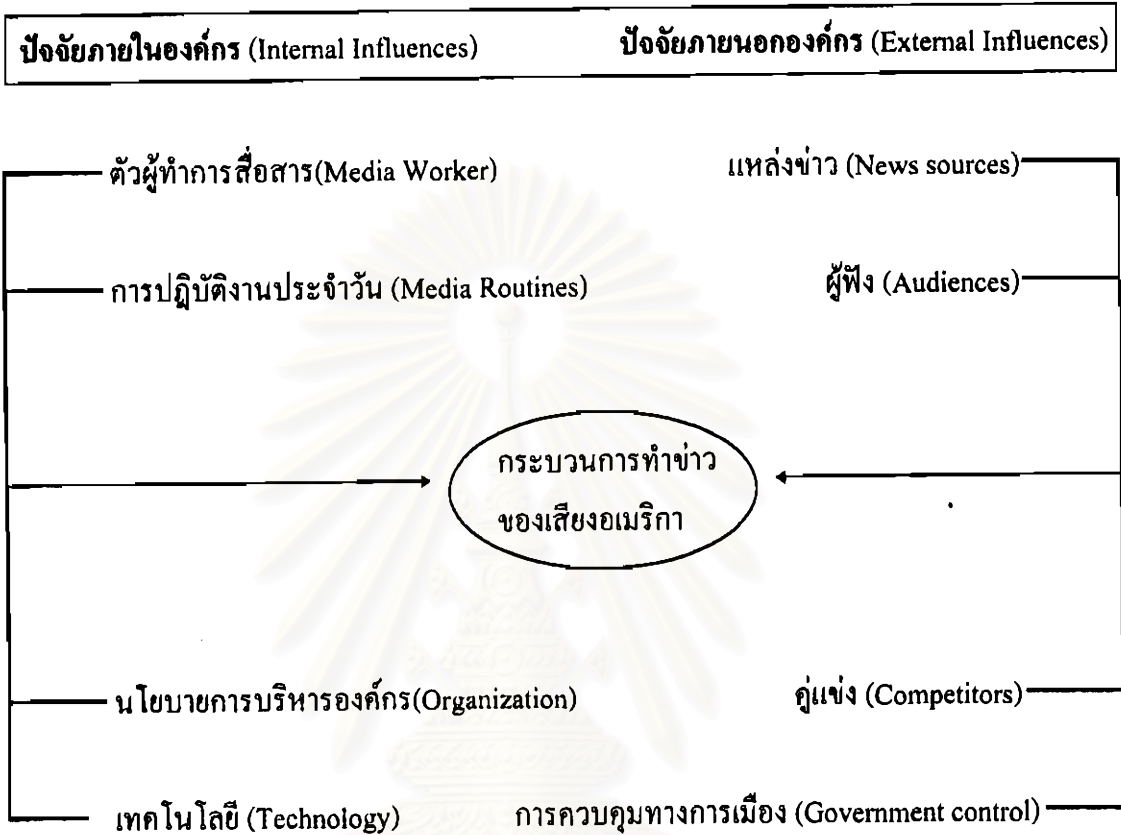 ปัจจัยภายในองค์กร (Internal Influences) ปัจจัยภายนอกองค์กร (External Influences)
ตัวผู้ทำการสื่อสาร(Media Worker) แหล่งข่าว (News sources)
การปฏิบัติงานประจำวัน (Media Routines) ผู้ฟัง (Audiences)
กระบวนการทำข่าว
ของเสียงอเมริกา
นโยบายการบริหารองค์กร(Organization) คู่แข่ง (Competitors)
เทคโนโลยี (Technology) การควบคุมทางการเมือง (Government control)